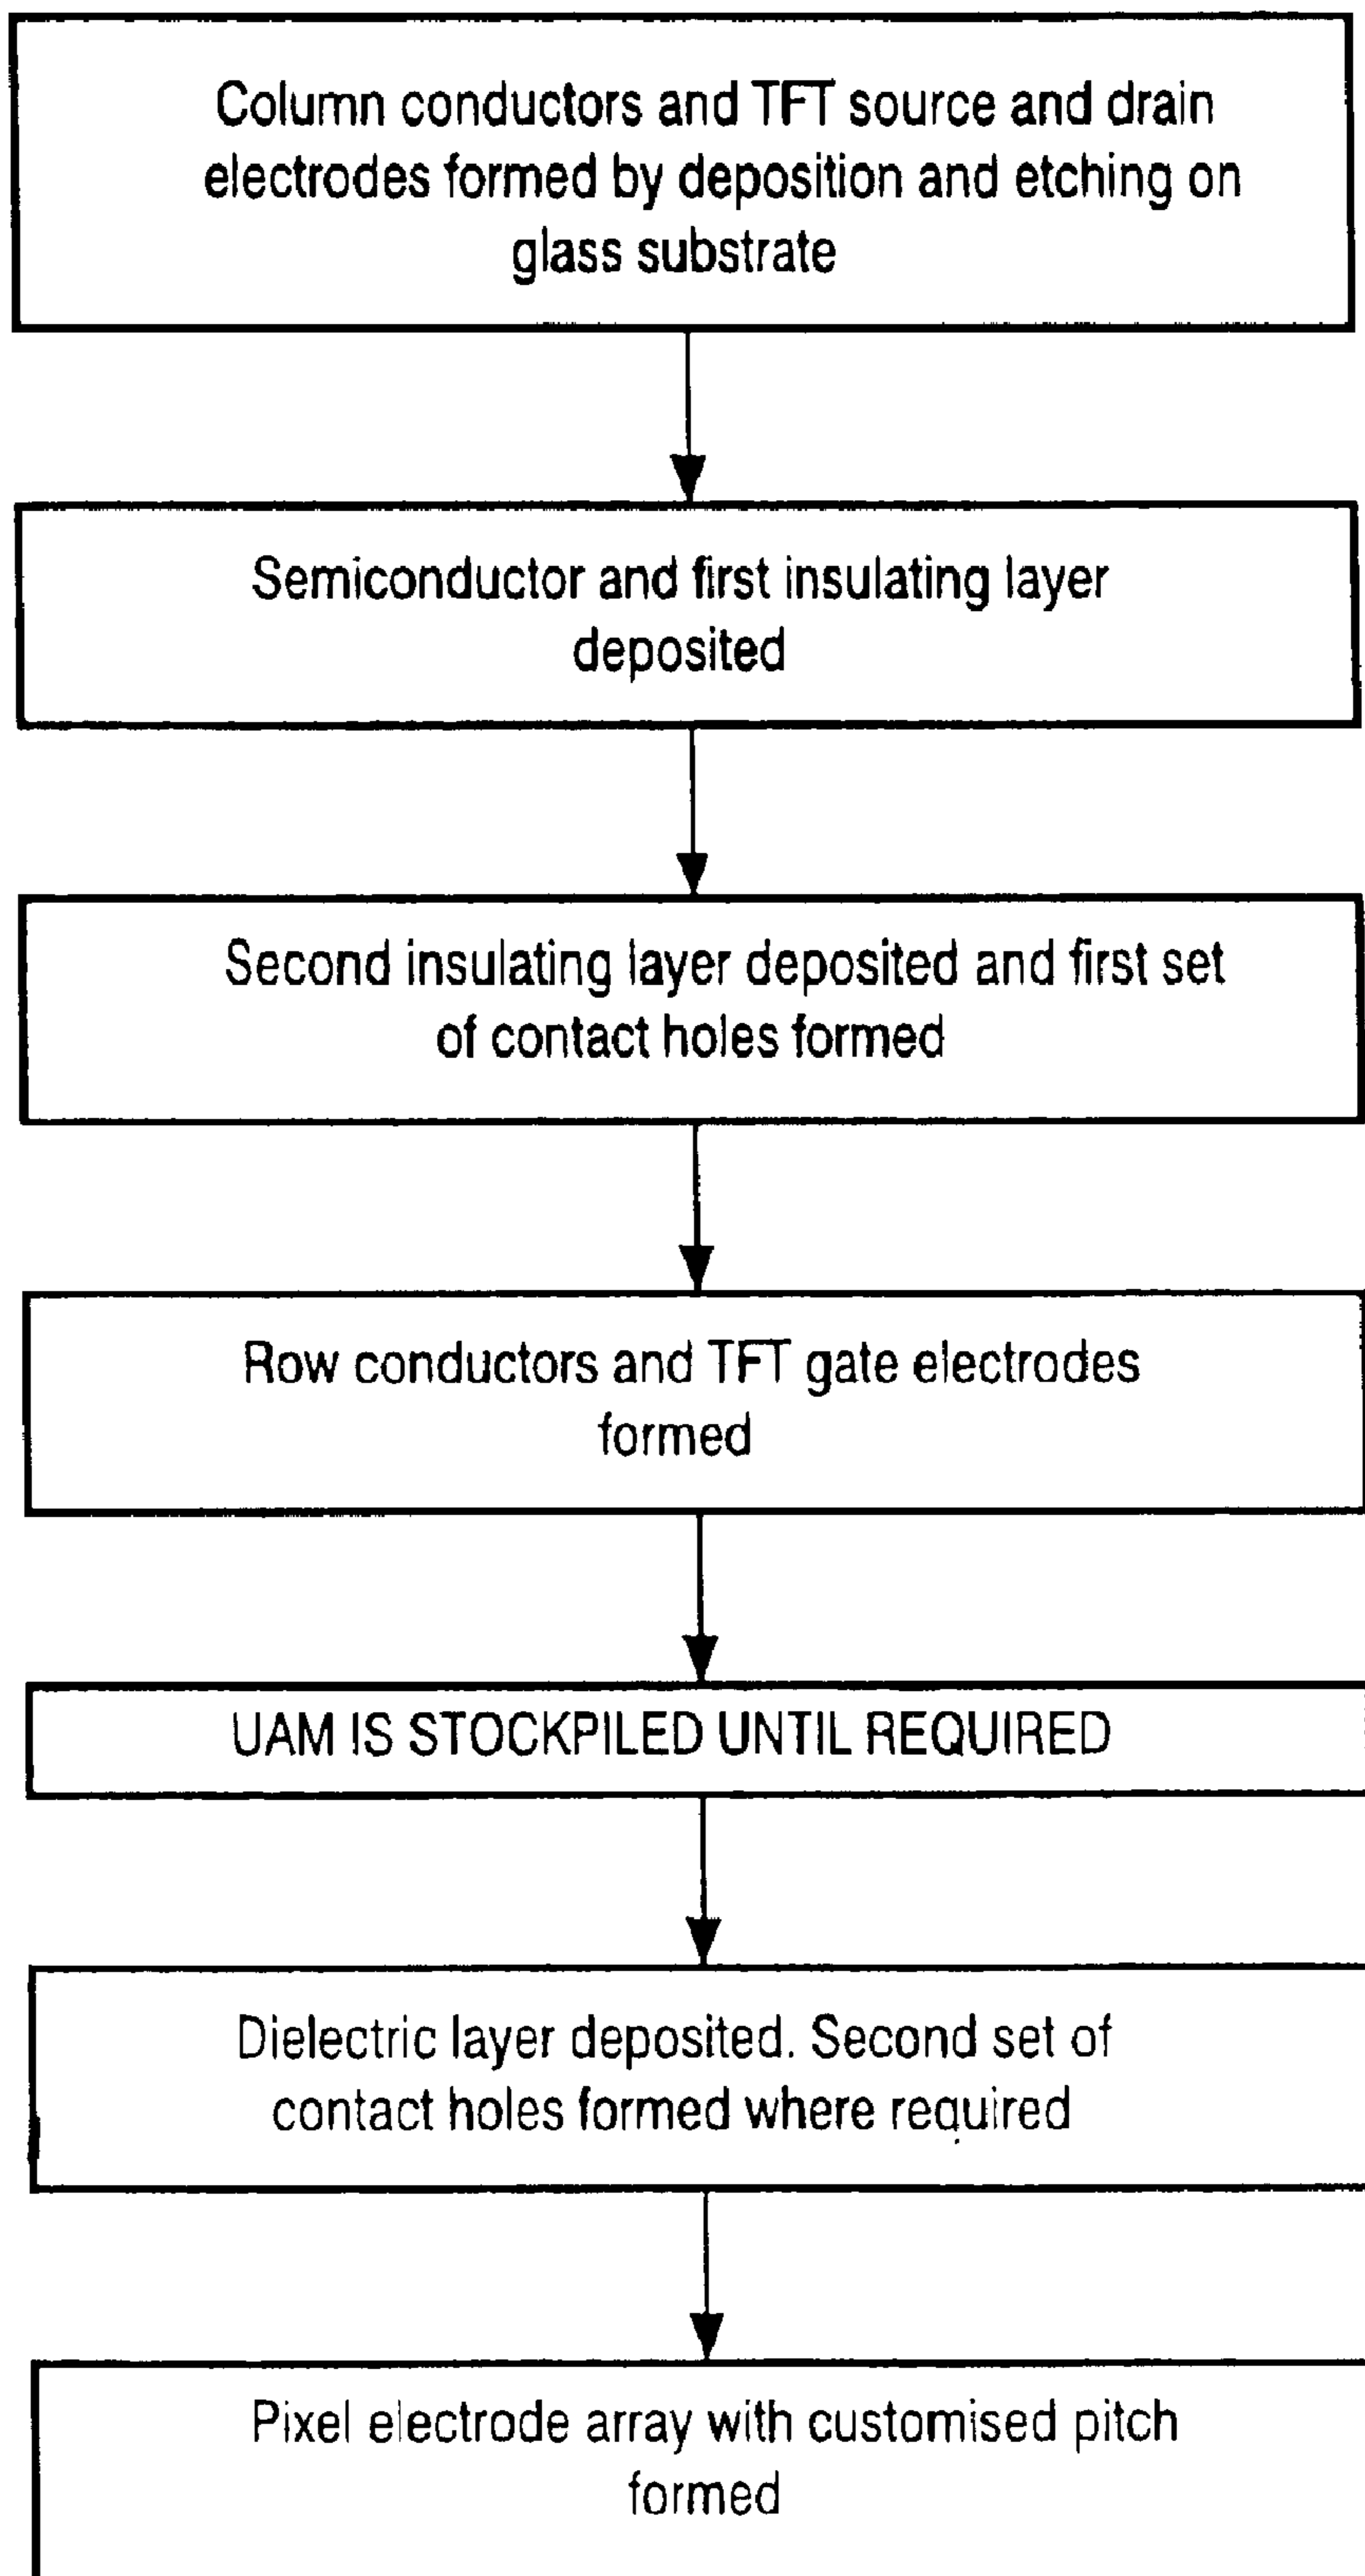 Column conductors and TFT source and drain
electrodes formed by deposition and etching on
glass substrate
Semiconductor and first insulating layer
deposited
Second insulating layer deposited and first set
of contact holes formed
Row conductors and TFT gate electrodes
formed
UAM IS STOCKPILED UNTIL REQUIRED
Dielectric layer deposited. Second set of
contact holes formed where required
Pixel electrode array with customised pitch
formed